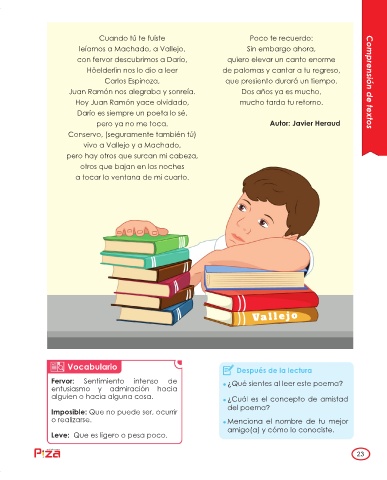 Cuando tú te fuiste
leíamos a Machado, a Vallejo,
con fervor descubrimos a Darío,
Höelderlin nos lo dio a leer
Carlos Espinoza,
Juan Ramón nos alegraba y sonreía.
Hoy Juan Ramón yace olvidado,
Darío es siempre un poeta lo sé,
pero ya no me toca.
Conservo, (seguramente también tú)
vivo a Vallejo y a Machado,
pero hay otros que surcan mi cabeza,
otros que bajan en las noches
a tocar la ventana de mi cuarto.
Poco te recuerdo:
Sin embargo ahora,
quiero elevar un canto enorme
de palomas y cantar a tu regreso,
que presiento durará un tiempo.
Dos años ya es mucho,
mucho tarda tu retorno.
Autor: Javier Heraud
Comprensión de textos
Vallejo
Vocabulario
Fervor: Sentimiento intenso de
entusiasmo y admiración hacia
alguien o hacia alguna cosa.
Imposible: Que no puede ser, ocurrir
o realizarse.
Leve: Que es ligero o pesa poco.
Después de la lectura
¿Qué sientes al leer este poema?
¿Cuál es el concepto de amistad
del poema?
Menciona el nombre de tu mejor
amigo(a) y cómo lo conociste.
23